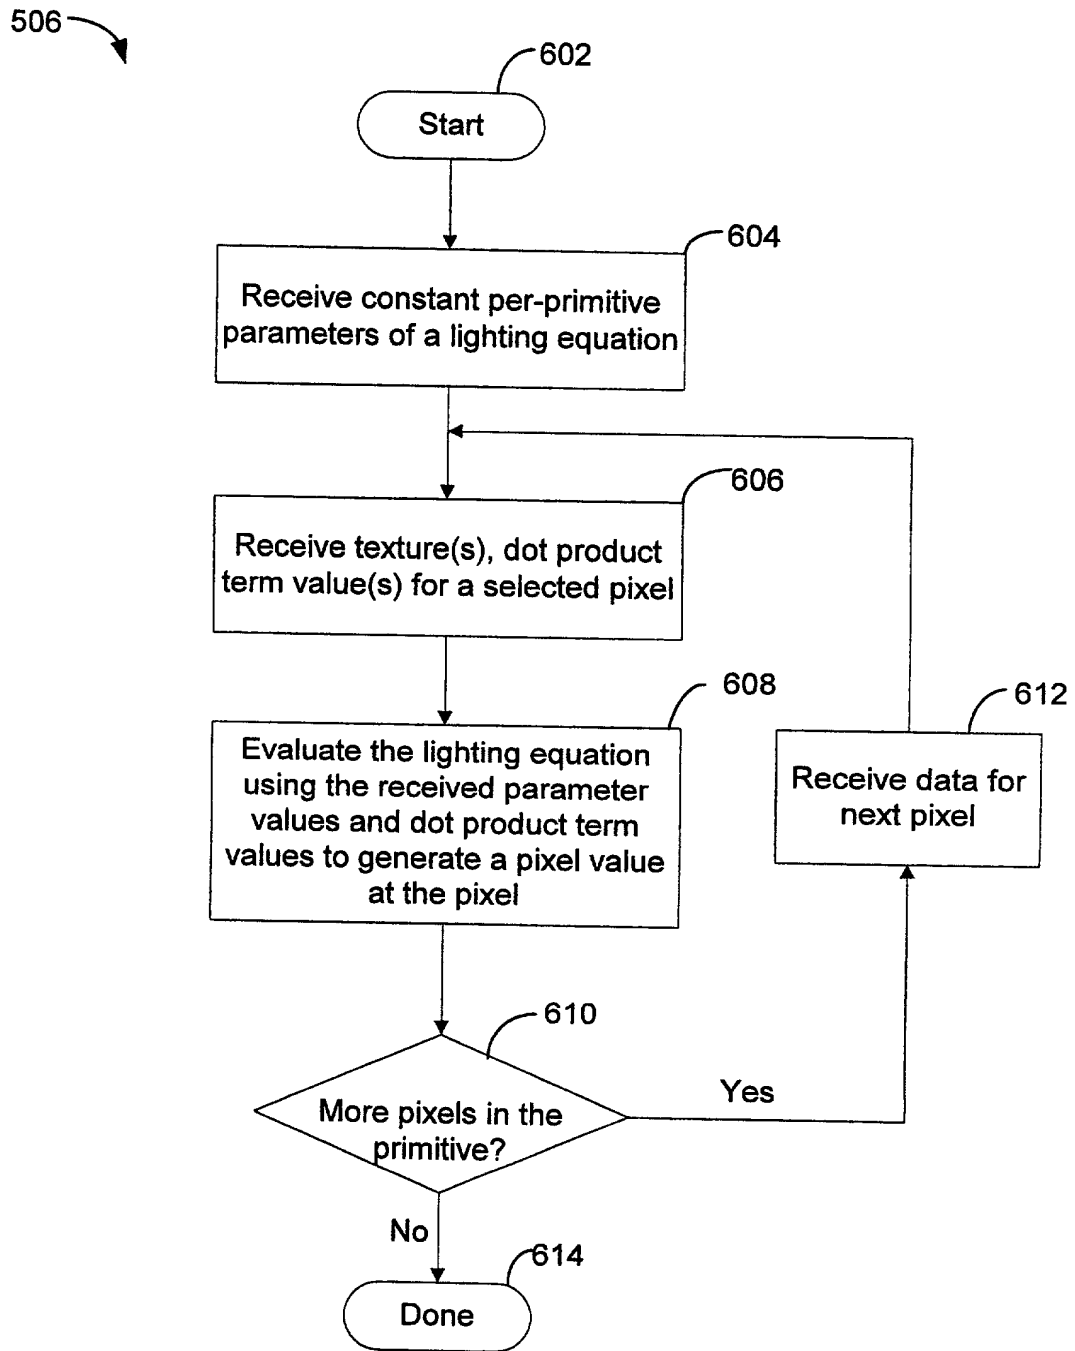 506
602
Start
604
Receive constant per-primitive
parameters of a lighting equation
606
Receive texture(s), dot product
term value(s) for a selected pixel
608
Evaluate the lighting equation
using the received parameter
values and dot product term
values to generate a pixel value
at the pixel
612
Receive data for
next pixel
610
More pixels in the
primitive?
Yes
No
614
Done